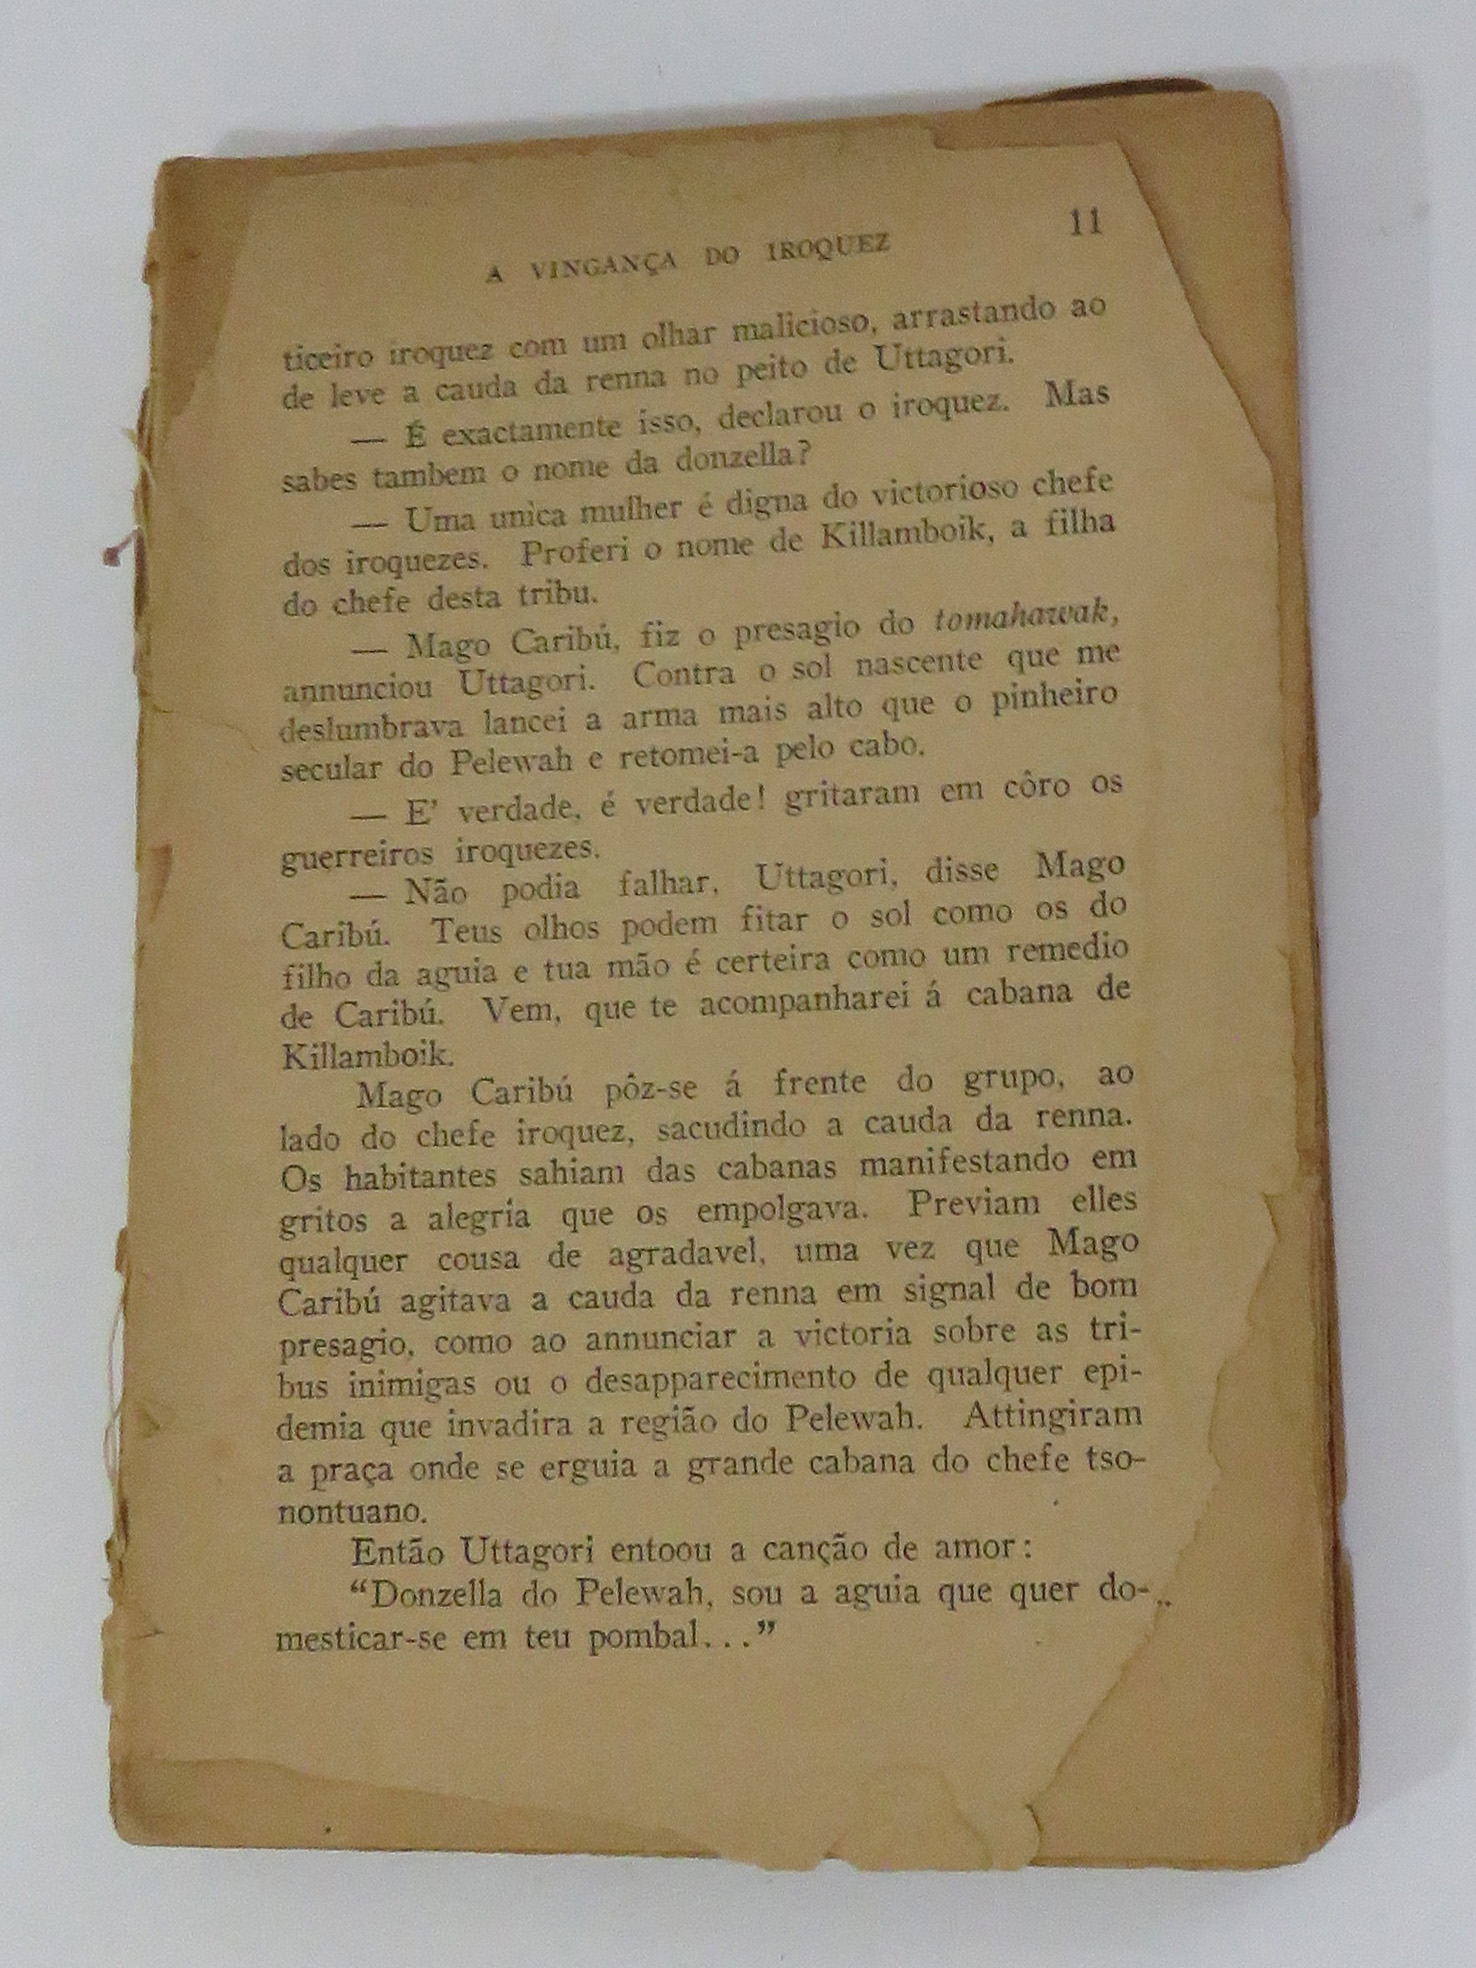 A VINGANÇA DO IROQUEZ 11
ticeiro iroquez com um olhar malicioso, arrastando ao
de leve a cauda da renna no peito de Uttagori.
— É exactamente isso, declarou o iroquez. Mas
sabes tambem o nome da donzella?
— Uma unica mulher é digna do victorioso chefe
dos iroquezes. Proferi o nome de Killamboik, a filha
do chefe desta tribu.
— Mago Caribú, fiz o presagio do tomahawak,
annunciou Uttagori. Contra o sol nascente que me
deslumbrava lancei a arma mais alto que o pinheiro
secular do Pelewah e retomei-a pelo cabo.
— E' verdade, é verdade! gritaram em côro os
guerreiros iroquezes.
— Não podia falhar, Uttagori, disse Mago
Caribú. Teus olhos podem fitar o sol como os do
filho da aguia e tua mão é certeira como um remedio
de Caribú. Vem, que te acompanharei á cabana de
Killamboik.
Mago Caribú pôz-se á frente do grupo, ao
lado do chefe iroquez, sacudindo a cauda da renna.
Os habitantes sahiam das cabanas manifestando em
gritos a alegria que os empolgava. Previam elles
qualquer cousa de agradavel, uma vez que Mago
Caribú agitava a cauda da renna em signal de bom
presagio, como ao annunciar a victoria sobre as tri-
bus inimigas ou o desapparecimento de qualquer epi-
demia que invadira a região do Pelewah. Attingiram
a praça onde se erguia a grande cabana do chefe tso-
nontuano.
Então Uttagori entoou a canção de amor:
“Donzella do Pelewah, sou a aguia que quer do-
mesticar-se em teu pombal...”